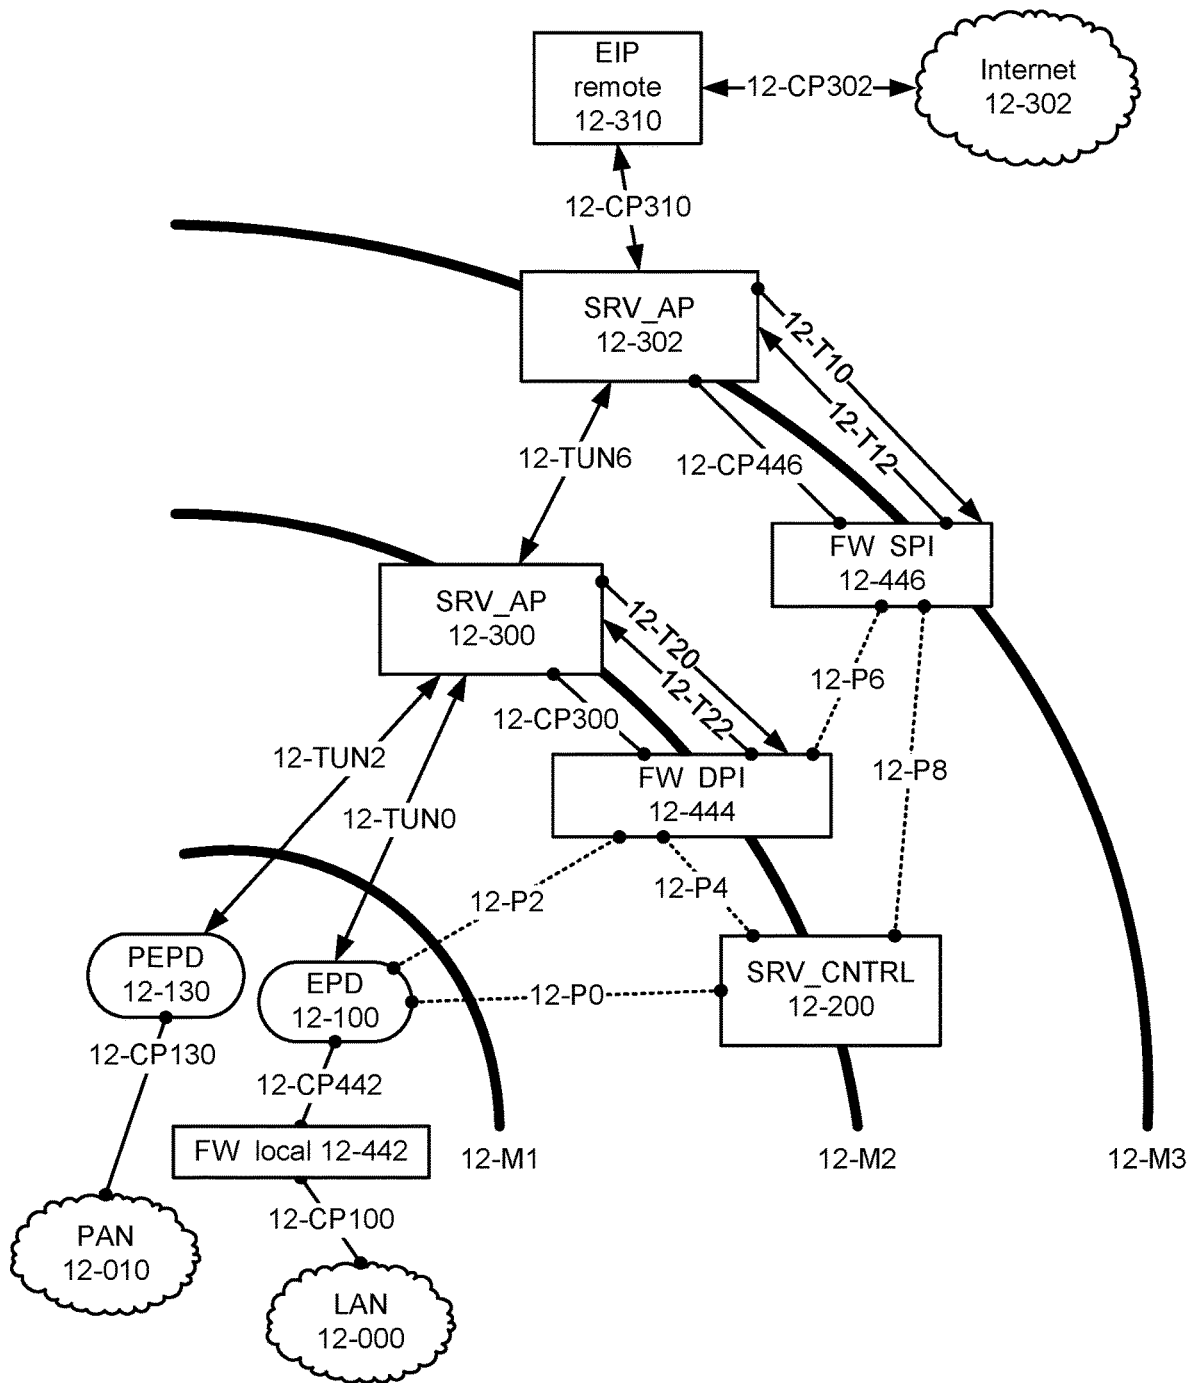 EIP
remote
12-310
12-CP302
Internet
12-302
12-CP310
SRV_AP
12-302
12-T10
12-T12
12-TUN6
12-CP446
FW SPI
12-446
SRV_AP
12-300
12-T20
12-T22
12-P6
12-CP300
12-TUN2
FW DPI
12-444
12-P8
12-TUN0
12-P2
12-P4
PEPD
12-130
EPD
12-100
12-P0
SRV_CNTRL
12-200
12-CP130
12-CP442
FW local 12-442
12-M1
12-M2
12-M3
12-CP100
PAN
12-010
LAN
12-000